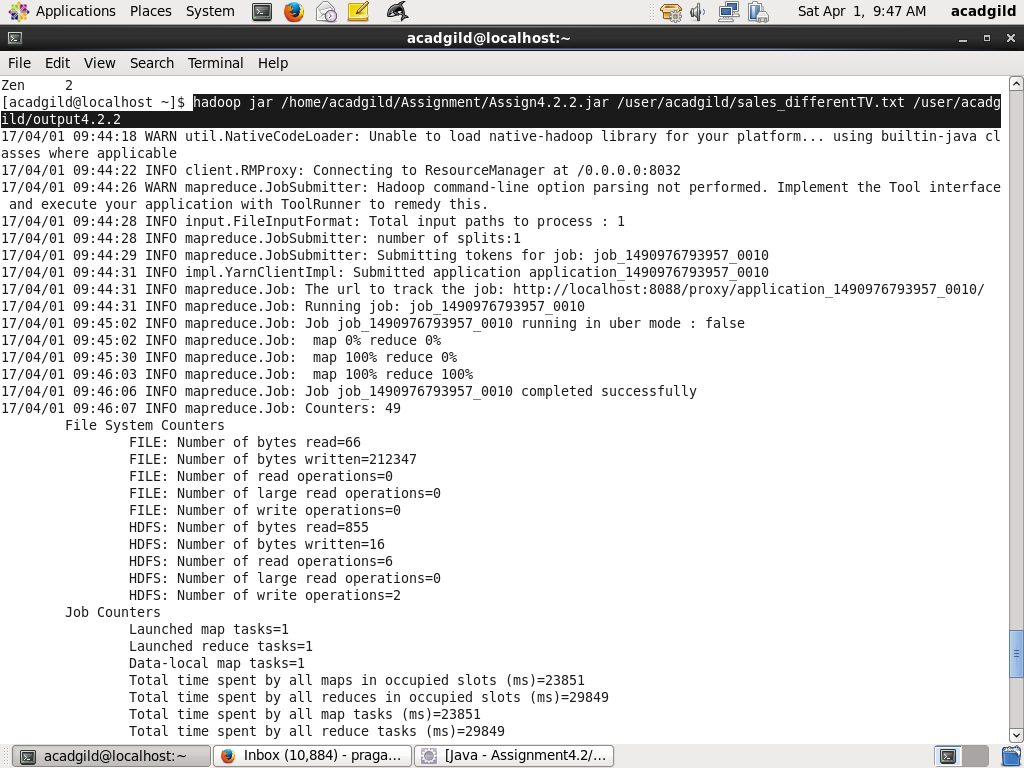 Applications Places System Sat Apr 1, 9:47 AM acadgild
acadgild@localhost:~
File Edit View Search Terminal Help
Zen     2
[acadgild@localhost ~]$ hadoop jar /home/acadgild/Assignment/Assign4.2.2.jar /user/acadgild/sales_differentTV.txt /user/acadg
ild/output4.2.2
17/04/01 09:44:18 WARN util.NativeCodeLoader: Unable to load native-hadoop library for your platform... using builtin-java cl
asses where applicable
17/04/01 09:44:22 INFO client.RMProxy: Connecting to ResourceManager at /0.0.0.0:8032
17/04/01 09:44:26 WARN mapreduce.JobSubmitter: Hadoop command-line option parsing not performed. Implement the Tool interface
 and execute your application with ToolRunner to remedy this.
17/04/01 09:44:28 INFO input.FileInputFormat: Total input paths to process : 1
17/04/01 09:44:28 INFO mapreduce.JobSubmitter: number of splits:1
17/04/01 09:44:29 INFO mapreduce.JobSubmitter: Submitting tokens for job: job_1490976793957_0010
17/04/01 09:44:31 INFO impl.YarnClientImpl: Submitted application application_1490976793957_0010
17/04/01 09:44:31 INFO mapreduce.Job: The url to track the job: http://localhost:8088/proxy/application_1490976793957_0010/
17/04/01 09:44:31 INFO mapreduce.Job: Running job: job_1490976793957_0010
17/04/01 09:45:02 INFO mapreduce.Job: Job job_1490976793957_0010 running in uber mode : false
17/04/01 09:45:02 INFO mapreduce.Job:  map 0% reduce 0%
17/04/01 09:45:30 INFO mapreduce.Job:  map 100% reduce 0%
17/04/01 09:46:03 INFO mapreduce.Job:  map 100% reduce 100%
17/04/01 09:46:06 INFO mapreduce.Job: Job job_1490976793957_0010 completed successfully
17/04/01 09:46:07 INFO mapreduce.Job: Counters: 49
        File System Counters
                FILE: Number of bytes read=66
                FILE: Number of bytes written=212347
                FILE: Number of read operations=0
                FILE: Number of large read operations=0
                FILE: Number of write operations=0
                HDFS: Number of bytes read=855
                HDFS: Number of bytes written=16
                HDFS: Number of read operations=6
                HDFS: Number of large read operations=0
                HDFS: Number of write operations=2
        Job Counters
                Launched map tasks=1
                Launched reduce tasks=1
                Data-local map tasks=1
                Total time spent by all maps in occupied slots (ms)=23851
                Total time spent by all reduces in occupied slots (ms)=29849
                Total time spent by all map tasks (ms)=23851
                Total time spent by all reduce tasks (ms)=29849
acadgild@localhost:~ Inbox (10,884) - praga... [Java - Assignment4.2/...